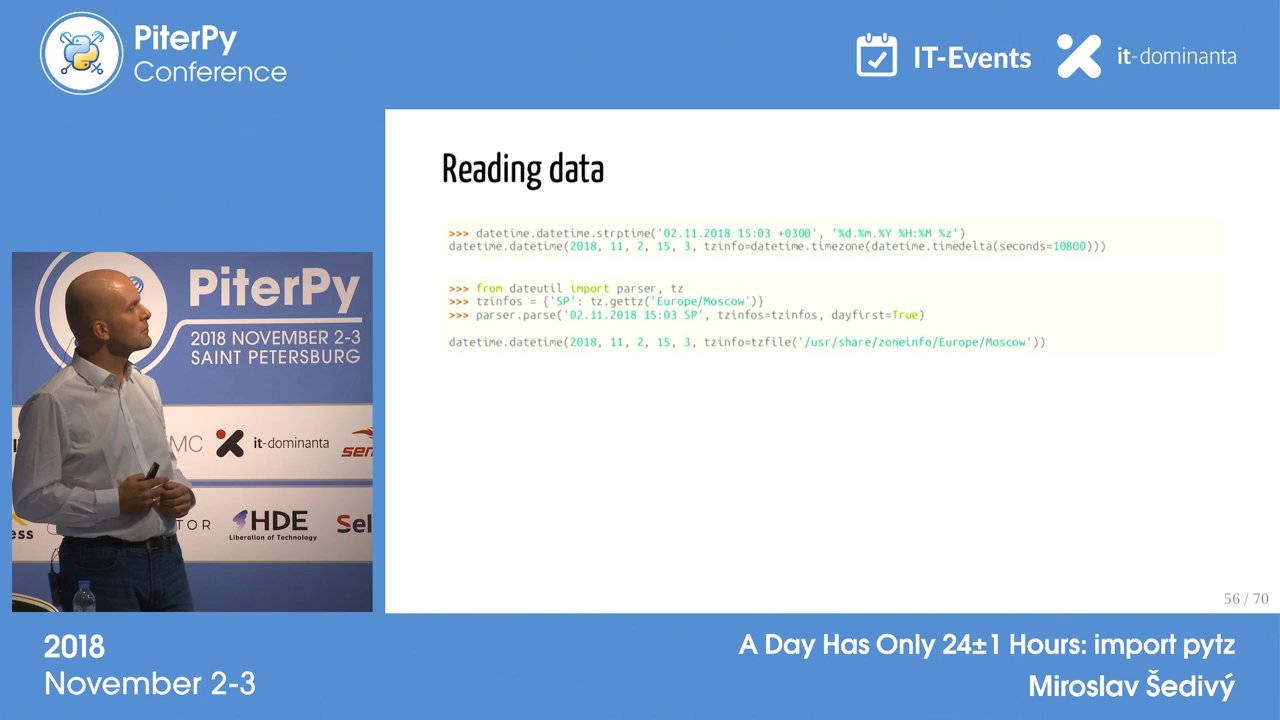 PiterPy
Conference
IT-Events
it-dominanta
Reading data
>>> datetime.datetime.strptime('02.11.2018 15:03 +0300', '%d.%m.%Y %H:%M %z')
datetime.datetime(2018, 11, 2, 15, 3, tzinfo=datetime.timezone(datetime.timedelta(seconds=10800)))
>>> from dateutil import parser, tz
>>> tzinfos = {'SP': tz.gettz('Europe/Moscow')}
>>> parser.parse('02.11.2018 15:03 SP', tzinfos=tzinfos, dayfirst=True)
datetime.datetime(2018, 11, 2, 15, 3, tzinfo=tzfile('/usr/share/zoneinfo/Europe/Moscow'))
56 / 70
PiterPy
2018 NOVEMBER 2-3
SAINT PETERSBURG
MC
it-dominanta
sem
ess
TOR
HDE
Liberation of Technology
Sel
2018
November 2-3
A Day Has Only 24±1 Hours: import pytz
Miroslav Šedivý